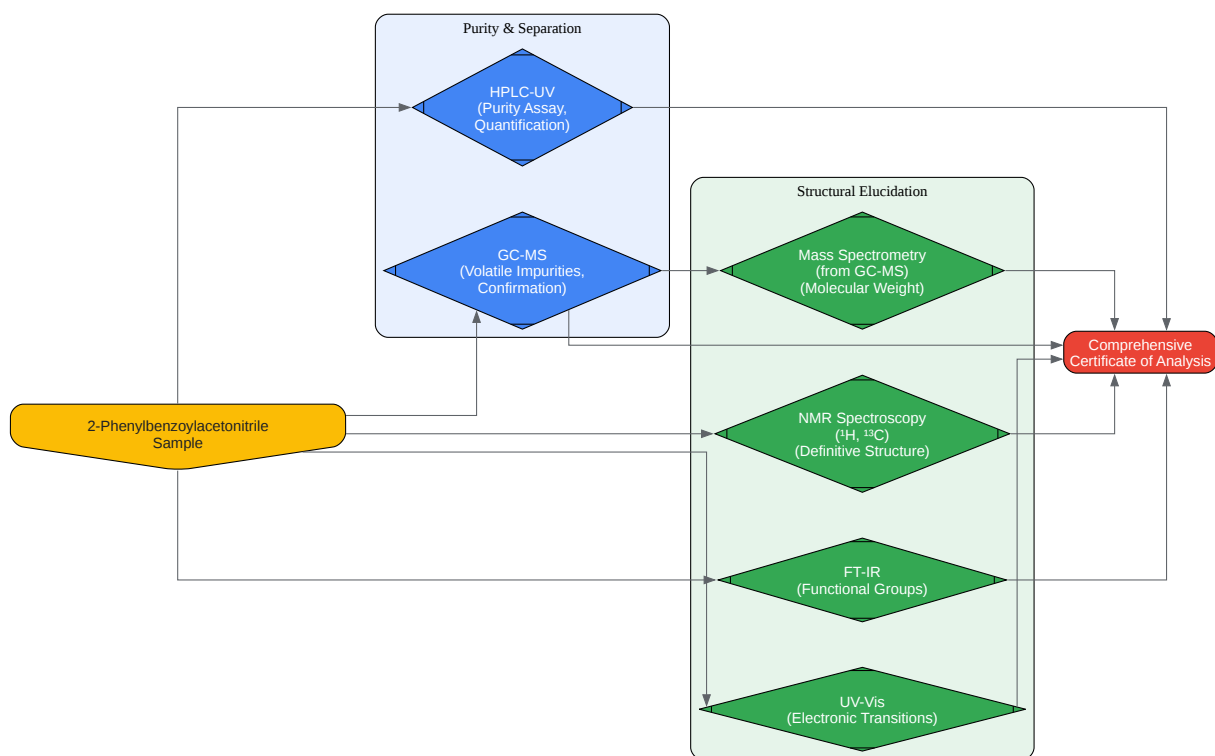 Purity & Separation
HPLC-UV
(Purity Assay,
Quantification)
GC-MS
(Volatile Impurities,
Confirmation)
Structural Elucidation
Mass Spectrometry
(from GC-MS)
(Molecular Weight)
NMR Spectroscopy
(¹H, ¹³C)
(Definitive Structure)
FT-IR
(Functional Groups)
UV-Vis
(Electronic Transitions)
2-Phenylbenzoylacetonitrile
Sample
Comprehensive
Certificate of Analysis